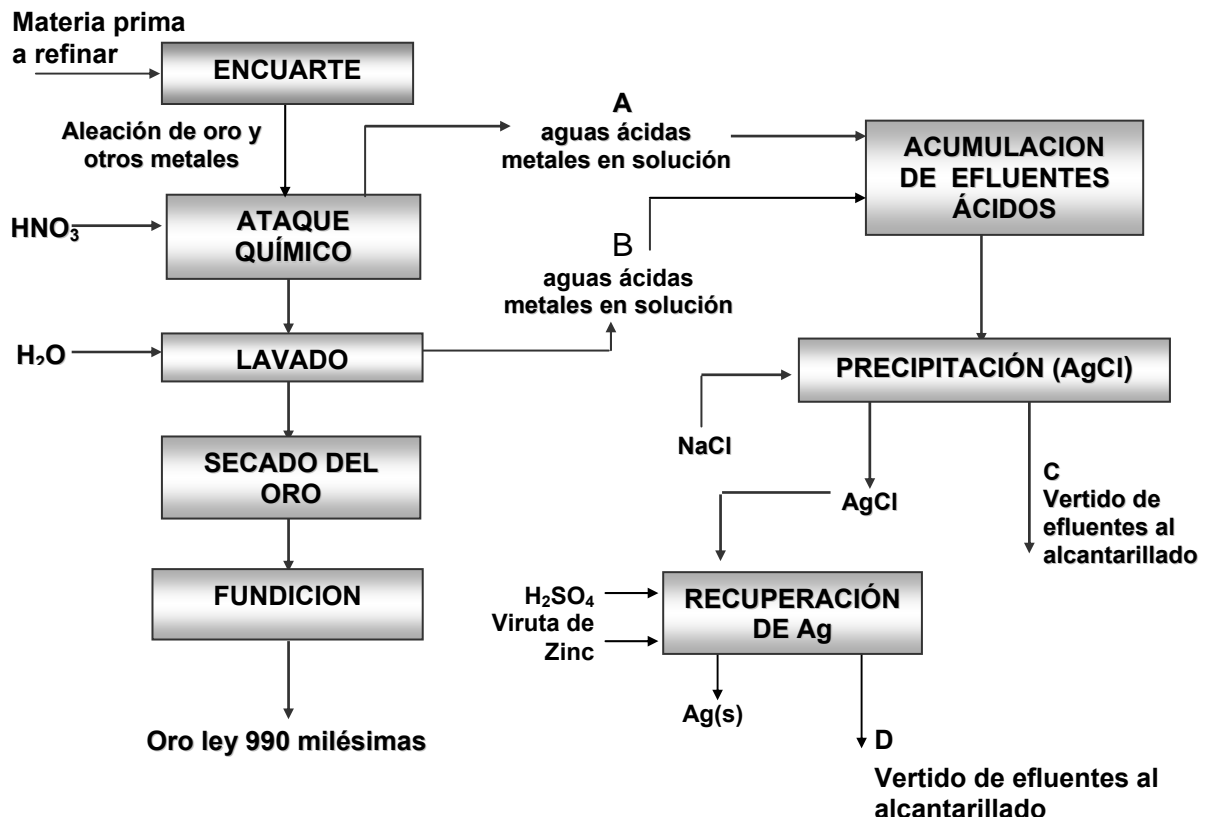 Materia prima
a refinar
ENCUARTE
Aleación de oro y
otros metales
A
aguas ácidas
metales en solución
ACUMULACION
DE EFLUENTES
ÁCIDOS
HNO₃
ATAQUE
QUÍMICO
B
aguas ácidas
metales en solución
H₂O
LAVADO
PRECIPITACIÓN (AgCl)
NaCl
SECADO DEL
ORO
AgCl
C
Vertido de
efluentes al
alcantarillado
FUNDICION
H₂SO₄
Viruta de
Zinc
RECUPERACIÓN
DE Ag
Ag(s)
Oro ley 990 milésimas
D
Vertido de efluentes al
alcantarillado